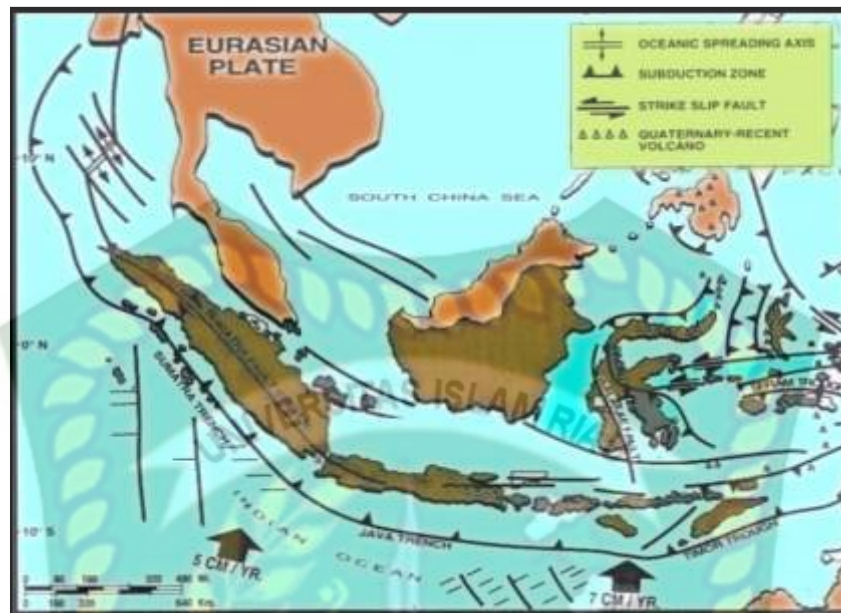 EURASIAN
PLATE
OCEANIC SPREADING AXIS
SUBDUCTION ZONE
STRIKE SLIP FAULT
QUATERNARY-RECENT
VOLCANO
10° N
SOUTH CHINA SEA
0° N
SUMATRA TRENCH
UNIVERSITAS ISLAM RIAU
10° S
INDIAN
OCEAN
JAVA TRENCH
TIMOR TROUGH
5 CM / YR.
7 CM / YR.